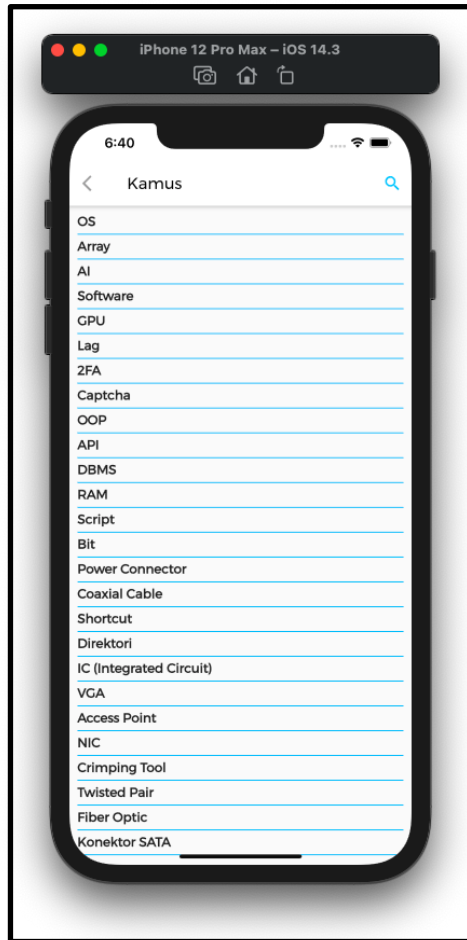 iPhone 12 Pro Max – iOS 14.3
6:40
Kamus
OS
Array
AI
Software
GPU
Lag
2FA
Captcha
OOP
API
DBMS
RAM
Script
Bit
Power Connector
Coaxial Cable
Shortcut
Direktori
IC (Integrated Circuit)
VGA
Access Point
NIC
Crimping Tool
Twisted Pair
Fiber Optic
Konektor SATA